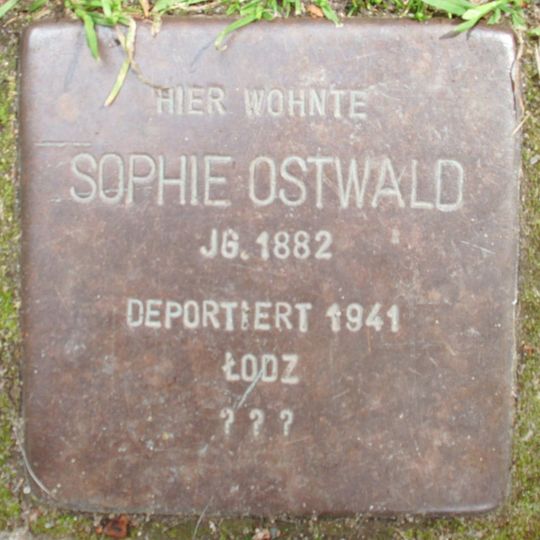 HIER WOHNTE
SOPHIE OSTWALD
JG. 1882
DEPORTIERT 1941
ŁODZ
? ? ?